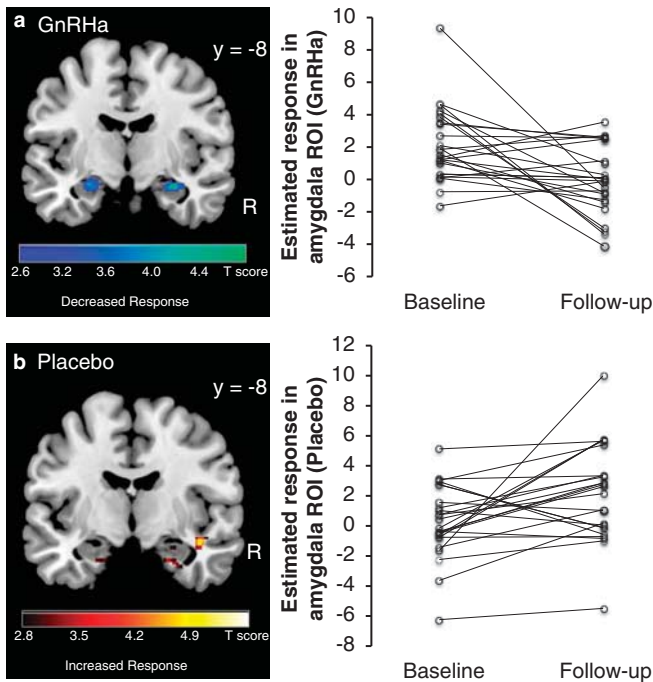 a GnRHa
y = -8
R
2.6 3.2 3.6 4.0 4.4 T score
Decreased Response
Estimated response in
amygdala ROI (GnRHa)
10
8
6
4
2
0
-2
-4
-6
Baseline Follow-up
b Placebo
y = -8
R
2.8 3.5 4.2 4.9 T score
Increased Response
Estimated response in
amygdala ROI (Placebo)
12
10
8
6
4
2
0
-2
-4
-6
-8
Baseline Follow-up